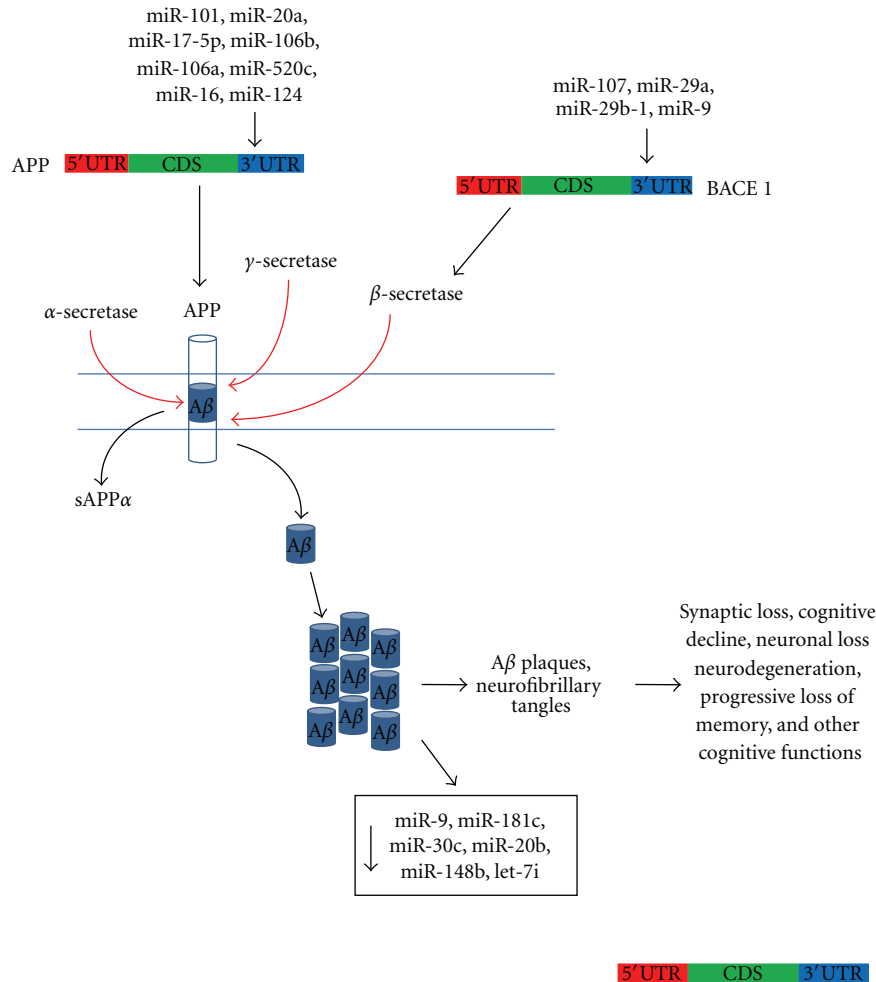 miR-101, miR-20a,
miR-17-5p, miR-106b,
miR-106a, miR-520c,
miR-16, miR-124
miR-107, miR-29a,
miR-29b-1, miR-9
APP 5′UTR CDS 3′UTR
5′UTR CDS 3′UTR BACE 1
γ-secretase
β-secretase
α-secretase
APP
Aβ
sAPPα
Aβ
Aβ
Aβ
Aβ
Aβ
Aβ
Aβ
Aβ
Aβ
Aβ
Aβ plaques,
neurofibrillary
tangles
Synaptic loss, cognitive
decline, neuronal loss
neurodegeneration,
progressive loss of
memory, and other
cognitive functions
miR-9, miR-181c,
miR-30c, miR-20b,
miR-148b, let-7i
5′UTR CDS 3′UTR